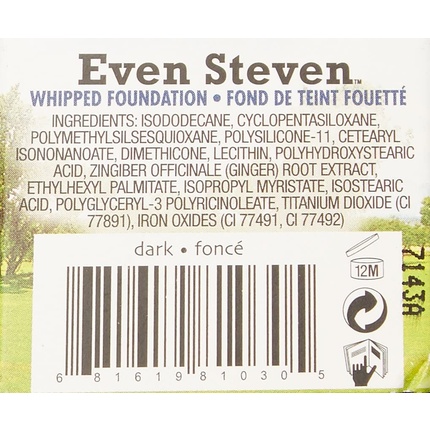 Even Steven™
WHIPPED FOUNDATION • FOND DE TEINT FOUETTÉ
INGREDIENTS: ISODODECANE, CYCLOPENTASILOXANE,
POLYMETHYLSILSESQUIOXANE, POLYSILICONE-11, CETEARYL
ISONONANOATE, DIMETHICONE, LECITHIN, POLYHYDROXYSTEARIC
ACID, ZINGIBER OFFICINALE (GINGER) ROOT EXTRACT,
ETHYLHEXYL PALMITATE, ISOPROPYL MYRISTATE, ISOSTEARIC
ACID, POLYGLYCERYL-3 POLYRICINOLEATE, TITANIUM DIOXIDE (CI
77891), IRON OXIDES (CI 77491, CI 77492)
dark • foncé
12M
7143A
6 81619 81030 5